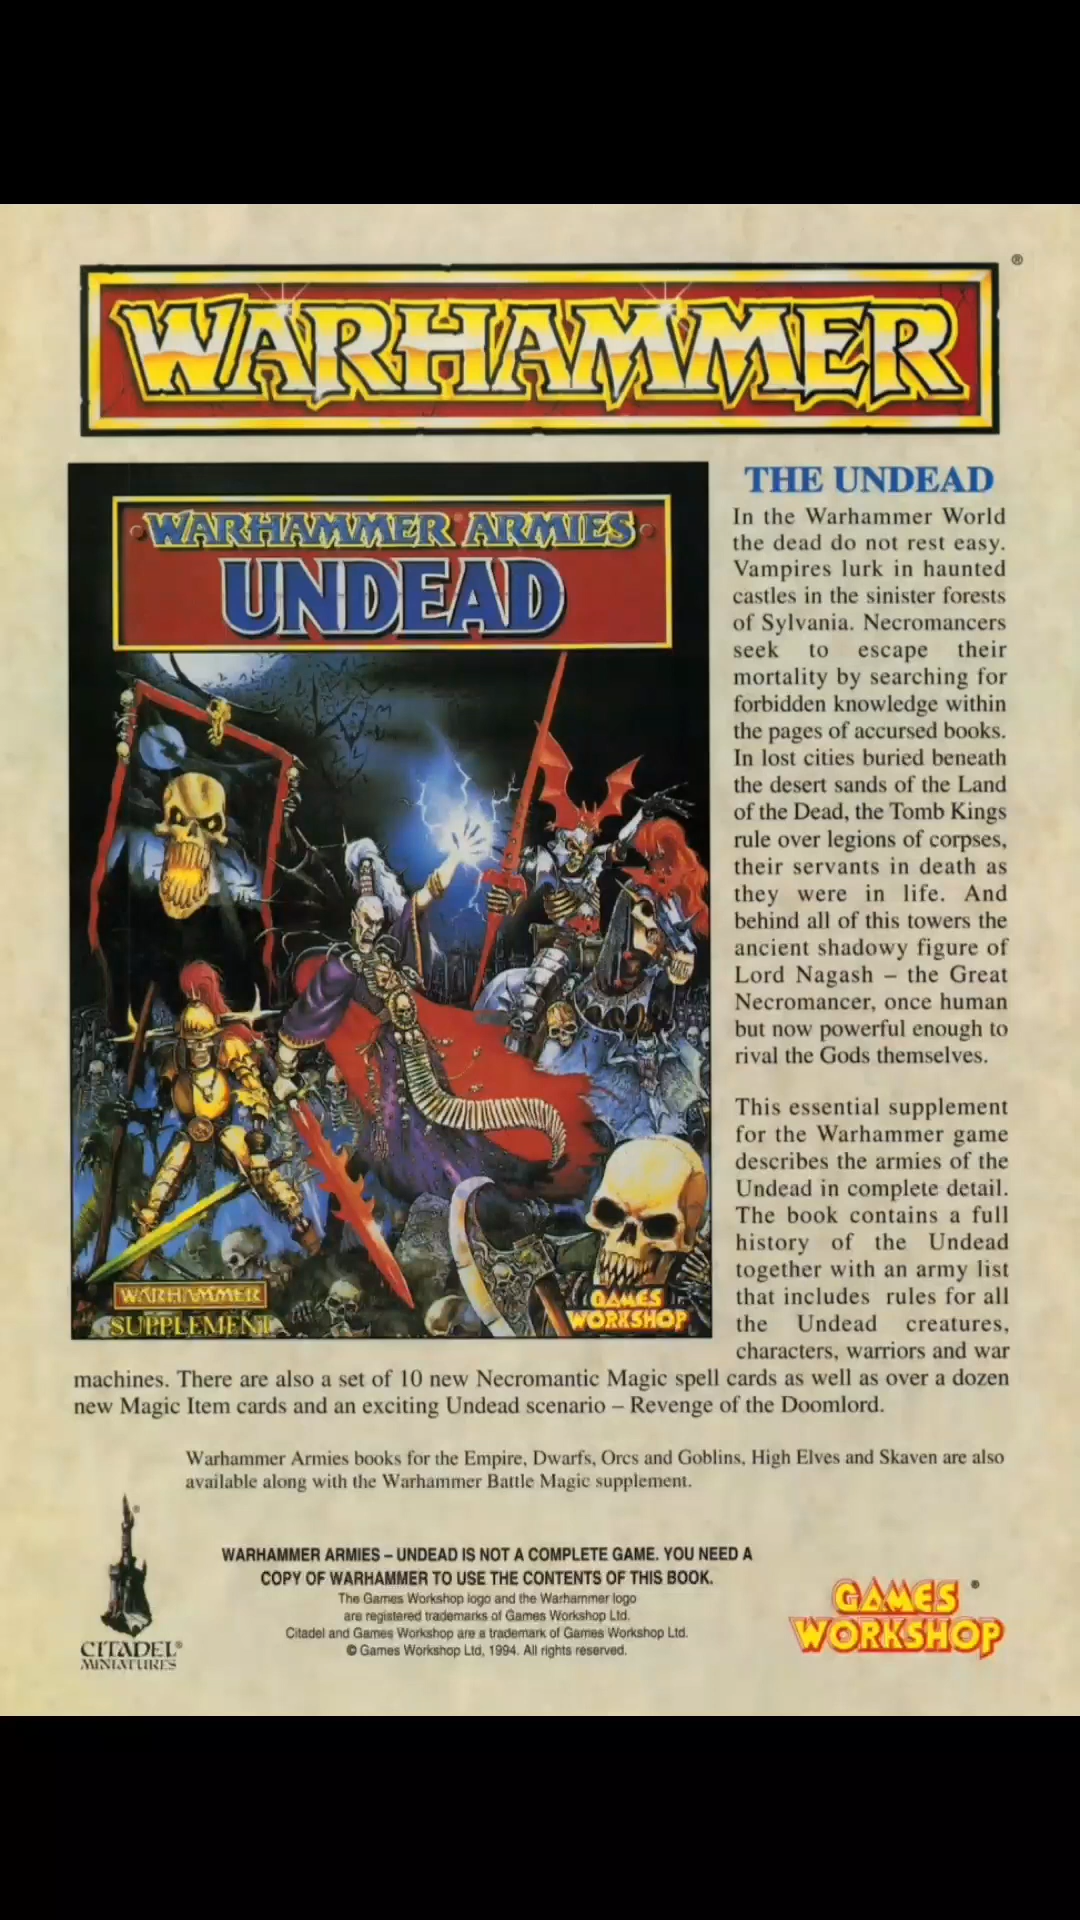 WARHAMMER®
WARHAMMER® ARMIES
UNDEAD
WARHAMMER
SUPPLEMENT
GAMES
WORKSHOP
THE UNDEAD
In the Warhammer World
the dead do not rest easy.
Vampires lurk in haunted
castles in the sinister forests
of Sylvania. Necromancers
seek to escape their
mortality by searching for
forbidden knowledge within
the pages of accursed books.
In lost cities buried beneath
the desert sands of the Land
of the Dead, the Tomb Kings
rule over legions of corpses,
their servants in death as
they were in life. And
behind all of this towers the
ancient shadowy figure of
Lord Nagash – the Great
Necromancer, once human
but now powerful enough to
rival the Gods themselves.
This essential supplement
for the Warhammer game
describes the armies of the
Undead in complete detail.
The book contains a full
history of the Undead
together with an army list
that includes rules for all
the Undead creatures,
characters, warriors and war
machines. There are also a set of 10 new Necromantic Magic spell cards as well as over a dozen
new Magic Item cards and an exciting Undead scenario – Revenge of the Doomlord.
Warhammer Armies books for the Empire, Dwarfs, Orcs and Goblins, High Elves and Skaven are also
available along with the Warhammer Battle Magic supplement.
WARHAMMER ARMIES – UNDEAD IS NOT A COMPLETE GAME. YOU NEED A
COPY OF WARHAMMER TO USE THE CONTENTS OF THIS BOOK.
The Games Workshop logo and the Warhammer logo
are registered trademarks of Games Workshop Ltd.
Citadel and Games Workshop are a trademark of Games Workshop Ltd.
© Games Workshop Ltd, 1994. All rights reserved.
CITADEL®
MINIATURES
GAMES®
WORKSHOP